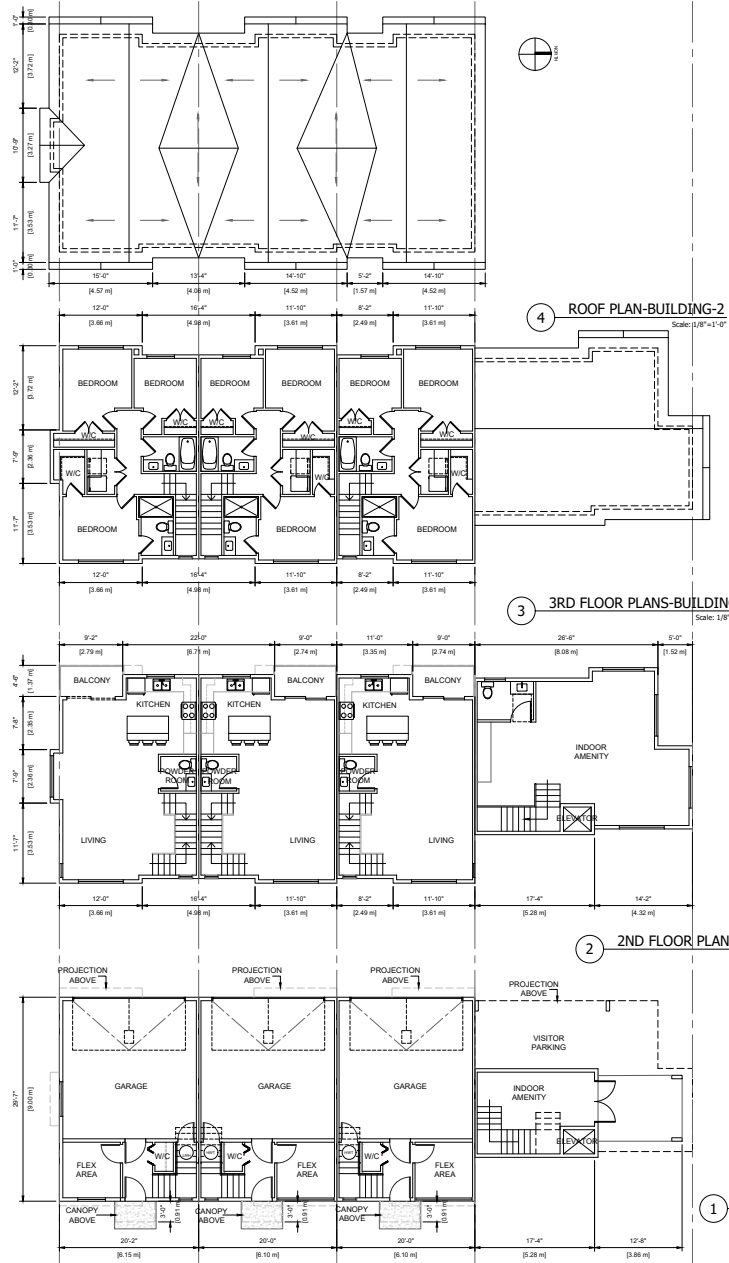 1'-0"
12'-2"
[3.72 m]
10'-9"
[3.27 m]
11'-7"
[3.53 m]
1'-0"
15'-0"
13'-4"
14'-10"
5'-2"
14'-10"
[4.57 m]
[4.06 m]
[4.52 m]
[1.57 m]
[4.52 m]
4
ROOF PLAN-BUILDING-2
Scale: 1/8"=1'-0"
12'-0"
16'-4"
11'-10"
8'-2"
11'-10"
[3.66 m]
[4.98 m]
[3.61 m]
[2.49 m]
[3.61 m]
12'-2"
[3.72 m]
7'-9"
[2.36 m]
11'-7"
[3.53 m]
BEDROOM
BEDROOM
BEDROOM
BEDROOM
BEDROOM
BEDROOM
W/C
W/C
W/C
W/C
W/C
W/C
W/C
W/C
W/C
BEDROOM
BEDROOM
BEDROOM
12'-0"
16'-4"
11'-10"
8'-2"
11'-10"
[3.66 m]
[4.98 m]
[3.61 m]
[2.49 m]
[3.61 m]
3
3RD FLOOR PLANS-BUILDIN
Scale: 1/8"
9'-2"
22'-0"
9'-0"
11'-0"
9'-0"
26'-6"
5'-0"
[2.79 m]
[6.71 m]
[2.74 m]
[3.35 m]
[2.74 m]
[8.08 m]
[1.52 m]
4'-6"
[1.37 m]
7'-8"
[2.35 m]
7'-9"
[2.36 m]
11'-7"
[3.53 m]
BALCONY
BALCONY
BALCONY
KITCHEN
KITCHEN
KITCHEN
INDOOR
AMENITY
POWDER
ROOM
POWDER
ROOM
POWDER
ROOM
ELEVATOR
LIVING
LIVING
LIVING
12'-0"
16'-4"
11'-10"
8'-2"
11'-10"
17'-4"
14'-2"
[3.66 m]
[4.98 m]
[3.61 m]
[2.49 m]
[3.61 m]
[5.28 m]
[4.32 m]
2
2ND FLOOR PLAN
PROJECTION
ABOVE
PROJECTION
ABOVE
PROJECTION
ABOVE
PROJECTION
ABOVE
29'-7"
[9.00 m]
VISITOR
PARKING
GARAGE
GARAGE
GARAGE
INDOOR
AMENITY
ELEVATOR
W/C
HWT
W/C
HWT
W/C
FLEX
AREA
FLEX
AREA
FLEX
AREA
CANOPY
ABOVE
CANOPY
ABOVE
CANOPY
ABOVE
3'-0"
[0.91 m]
3'-0"
[0.91 m]
3'-0"
[0.91 m]
1
20'-2"
20'-0"
20'-0"
17'-4"
12'-8"
[6.15 m]
[6.10 m]
[6.10 m]
[5.28 m]
[3.86 m]